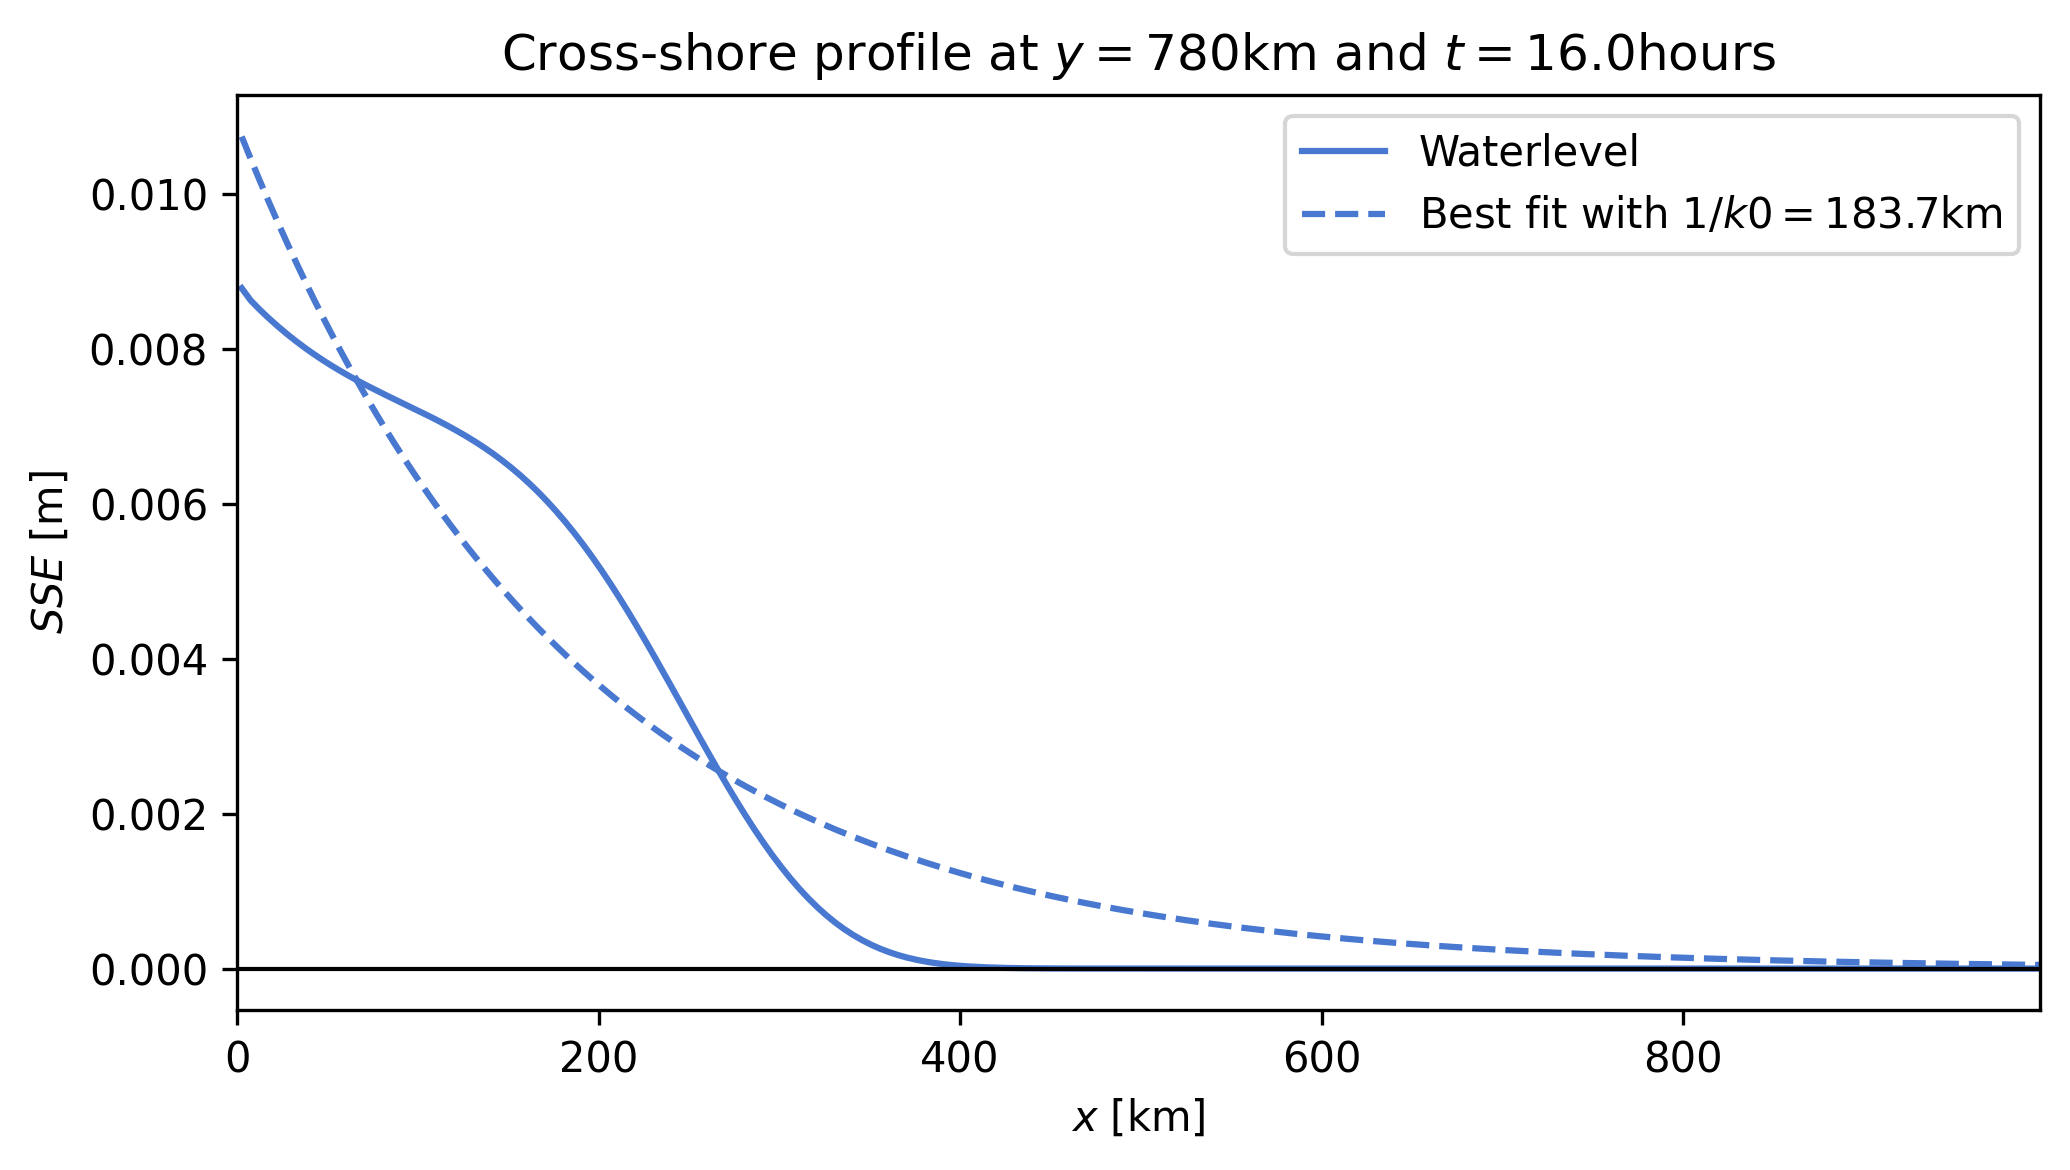 Cross-shore profile at y = 780km and t = 16.0hours
Waterlevel
Best fit with 1/k0 = 183.7km
SSE [m]
0.010
0.008
0.006
0.004
0.002
0.000
0 200 400 600 800
x [km]